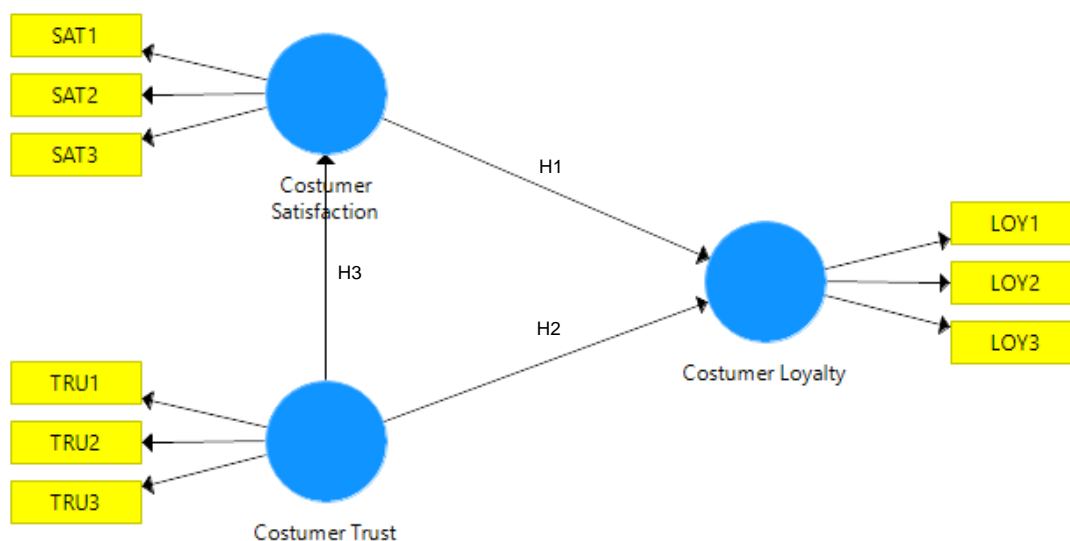 SAT1
SAT2
SAT3
Costumer
Satisfaction
H1
H3
H2
LOY1
LOY2
LOY3
Costumer Loyalty
TRU1
TRU2
TRU3
Costumer Trust